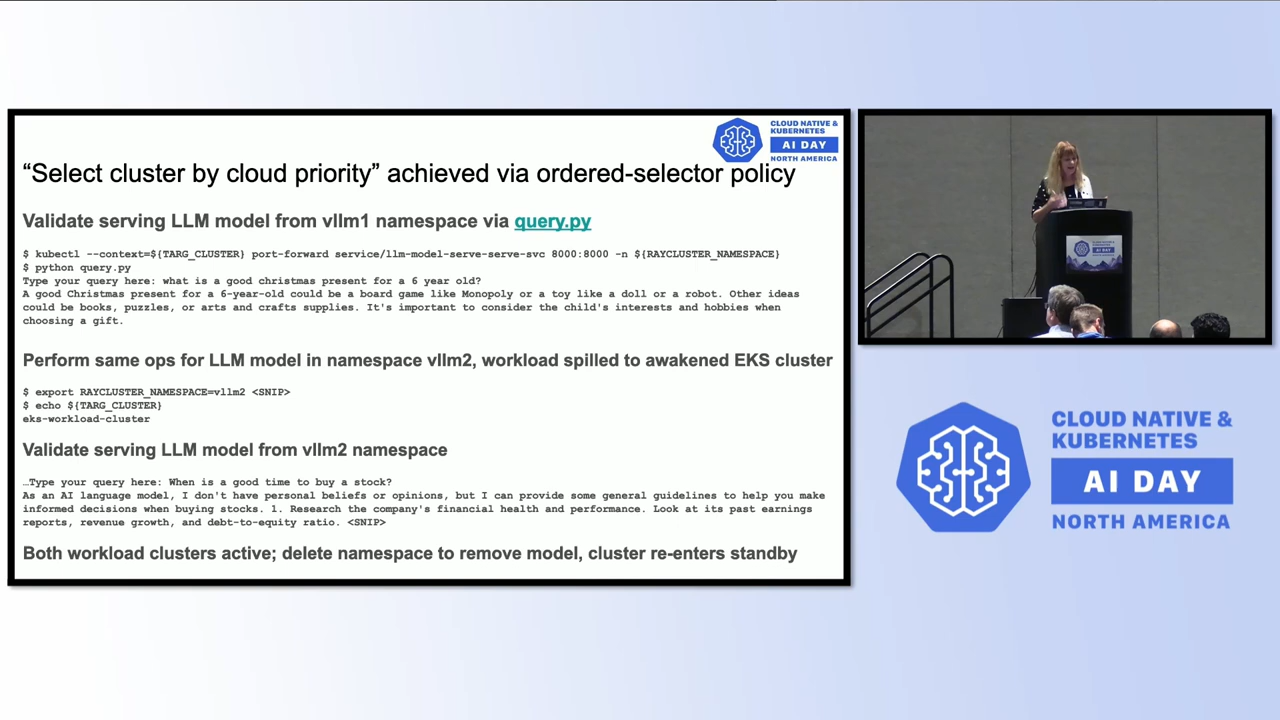 CLOUD NATIVE &
KUBERNETES
AI DAY
NORTH AMERICA
“Select cluster by cloud priority” achieved via ordered-selector policy
Validate serving LLM model from vllm1 namespace via query.py
$ kubectl --context=${TARG_CLUSTER} port-forward service/llm-model-serve-serve-svc 8000:8000 -n ${RAYCLUSTER_NAMESPACE}
$ python query.py
Type your query here: what is a good christmas present for a 6 year old?
A good Christmas present for a 6-year-old could be a board game like Monopoly or a toy like a doll or a robot. Other ideas
could be books, puzzles, or arts and crafts supplies. It's important to consider the child's interests and hobbies when
choosing a gift.
Perform same ops for LLM model in namespace vllm2, workload spilled to awakened EKS cluster
$ export RAYCLUSTER_NAMESPACE=vllm2 <SNIP>
$ echo ${TARG_CLUSTER}
eks-workload-cluster
Validate serving LLM model from vllm2 namespace
…Type your query here: When is a good time to buy a stock?
As an AI language model, I don't have personal beliefs or opinions, but I can provide some general guidelines to help you make
informed decisions when buying stocks. 1. Research the company's financial health and performance. Look at its past earnings
reports, revenue growth, and debt-to-equity ratio. <SNIP>
Both workload clusters active; delete namespace to remove model, cluster re-enters standby
AI DAY
CLOUD NATIVE &
KUBERNETES
AI DAY
NORTH AMERICA